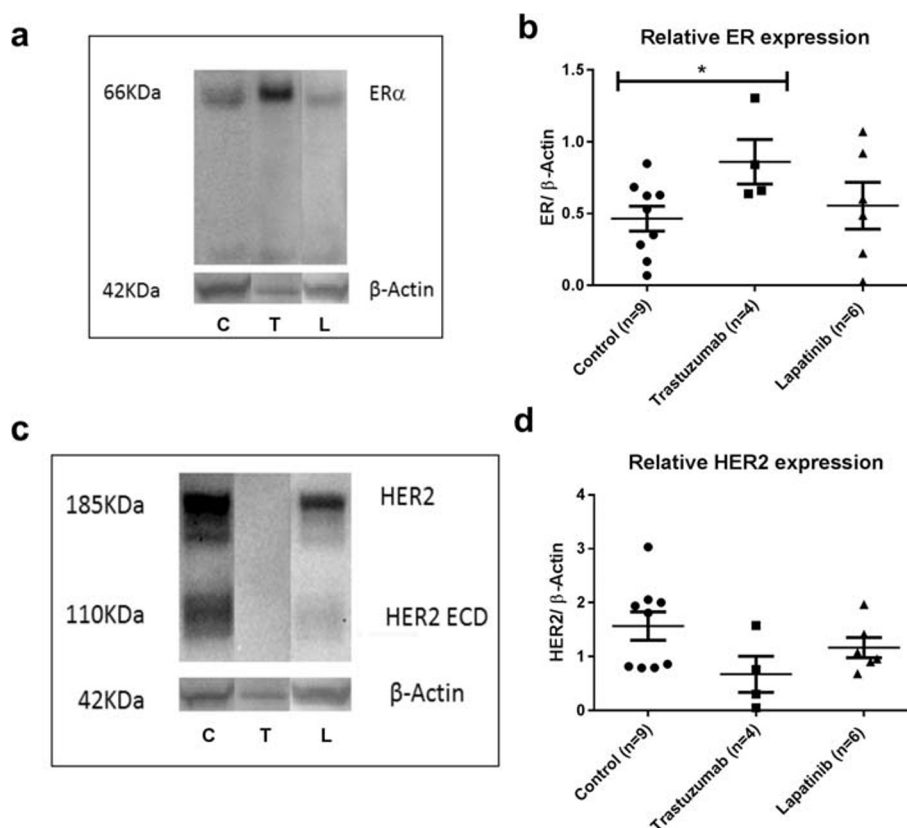 a
66KDa
ERα
42KDa
β-Actin
C T L
b
Relative ER expression
*
ER/ β-Actin
1.5
1.0
0.5
0.0
Control (n=9)
Trastuzumab (n=4)
Lapatinib (n=6)
c
185KDa
HER2
110KDa
HER2 ECD
42KDa
β-Actin
C T L
d
Relative HER2 expression
HER2/ β-Actin
4
3
2
1
0
Control (n=9)
Trastuzumab (n=4)
Lapatinib (n=6)